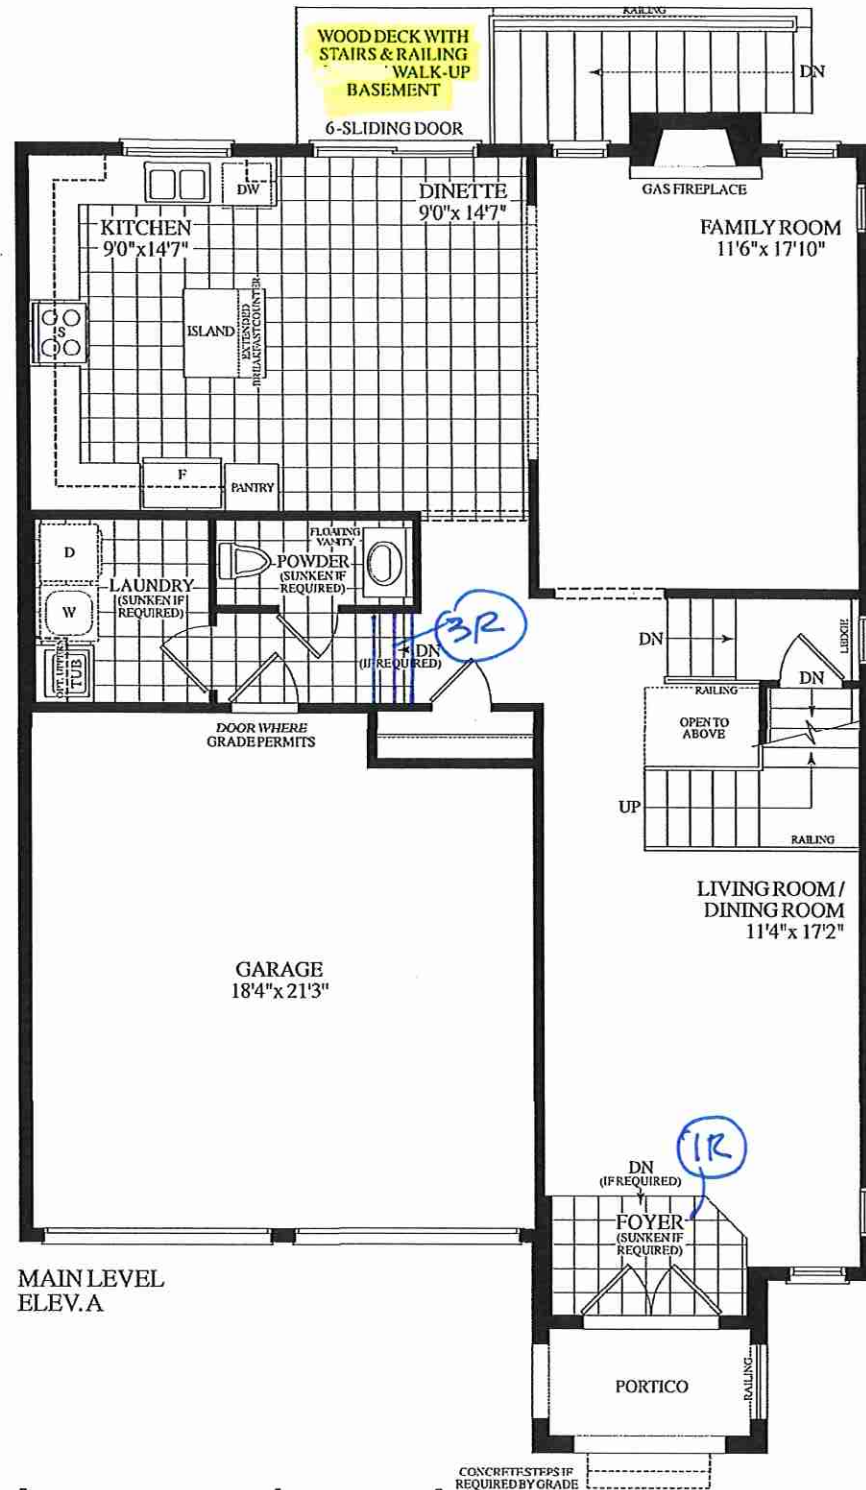 RAILING
WOOD DECK WITH
STAIRS & RAILING
WALK-UP
BASEMENT
DN
6-SLIDING DOOR
DW
DINETTE
9'0"x 14'7"
GAS FIREPLACE
KITCHEN
9'0"x14'7"
FAMILY ROOM
11'6"x 17'10"
S
ISLAND
EXTENDED
BREAKFAST COUNTER
F
PANTRY
D
FLOATING
VANITY
POWDER
(SUNKEN IF
REQUIRED)
LAUNDRY
(SUNKEN IF
REQUIRED)
W
3R
DN
(IF REQUIRED)
OPT. UPPERS
TUB
DN
LEDGE
DN
RAILING
OPEN TO
ABOVE
DOOR WHERE
GRADE PERMITS
UP
RAILING
LIVING ROOM /
DINING ROOM
11'4"x 17'2"
GARAGE
18'4"x 21'3"
1R
DN
(IF REQUIRED)
FOYER
(SUNKEN IF
REQUIRED)
MAIN LEVEL
ELEV. A
PORTICO
RAILING
CONCRETE STEPS IF
REQUIRED BY GRADE